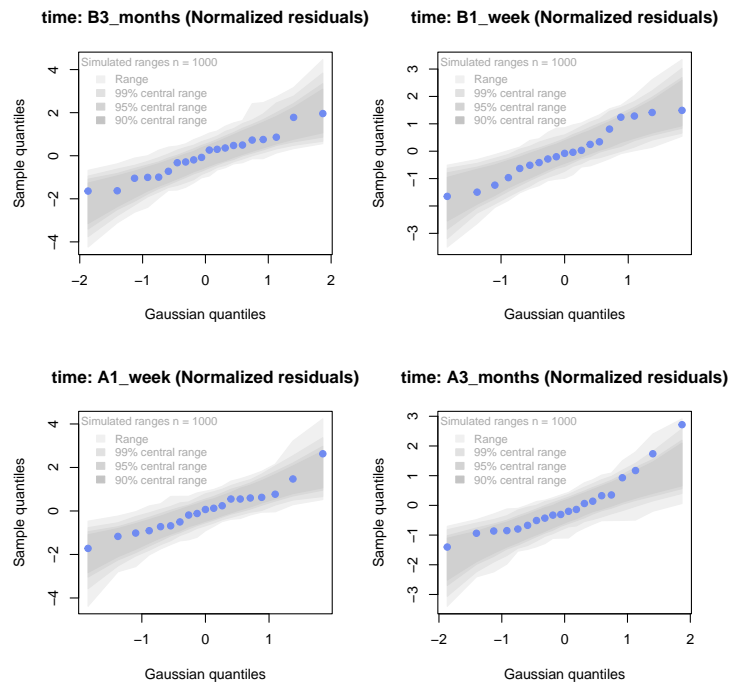 time: B3_months (Normalized residuals)
Simulated ranges n = 1000
Range
99% central range
95% central range
90% central range
4
2
0
−2
−4
Sample quantiles
−2
−1
0
1
2
Gaussian quantiles
time: B1_week (Normalized residuals)
Simulated ranges n = 1000
Range
99% central range
95% central range
90% central range
3
2
1
0
−1
−3
Sample quantiles
−1
0
1
Gaussian quantiles
time: A1_week (Normalized residuals)
Simulated ranges n = 1000
Range
99% central range
95% central range
90% central range
4
2
0
−2
−4
Sample quantiles
−1
0
1
Gaussian quantiles
time: A3_months (Normalized residuals)
Simulated ranges n = 1000
Range
99% central range
95% central range
90% central range
3
2
1
0
−1
−2
−3
Sample quantiles
−2
−1
0
1
2
Gaussian quantiles